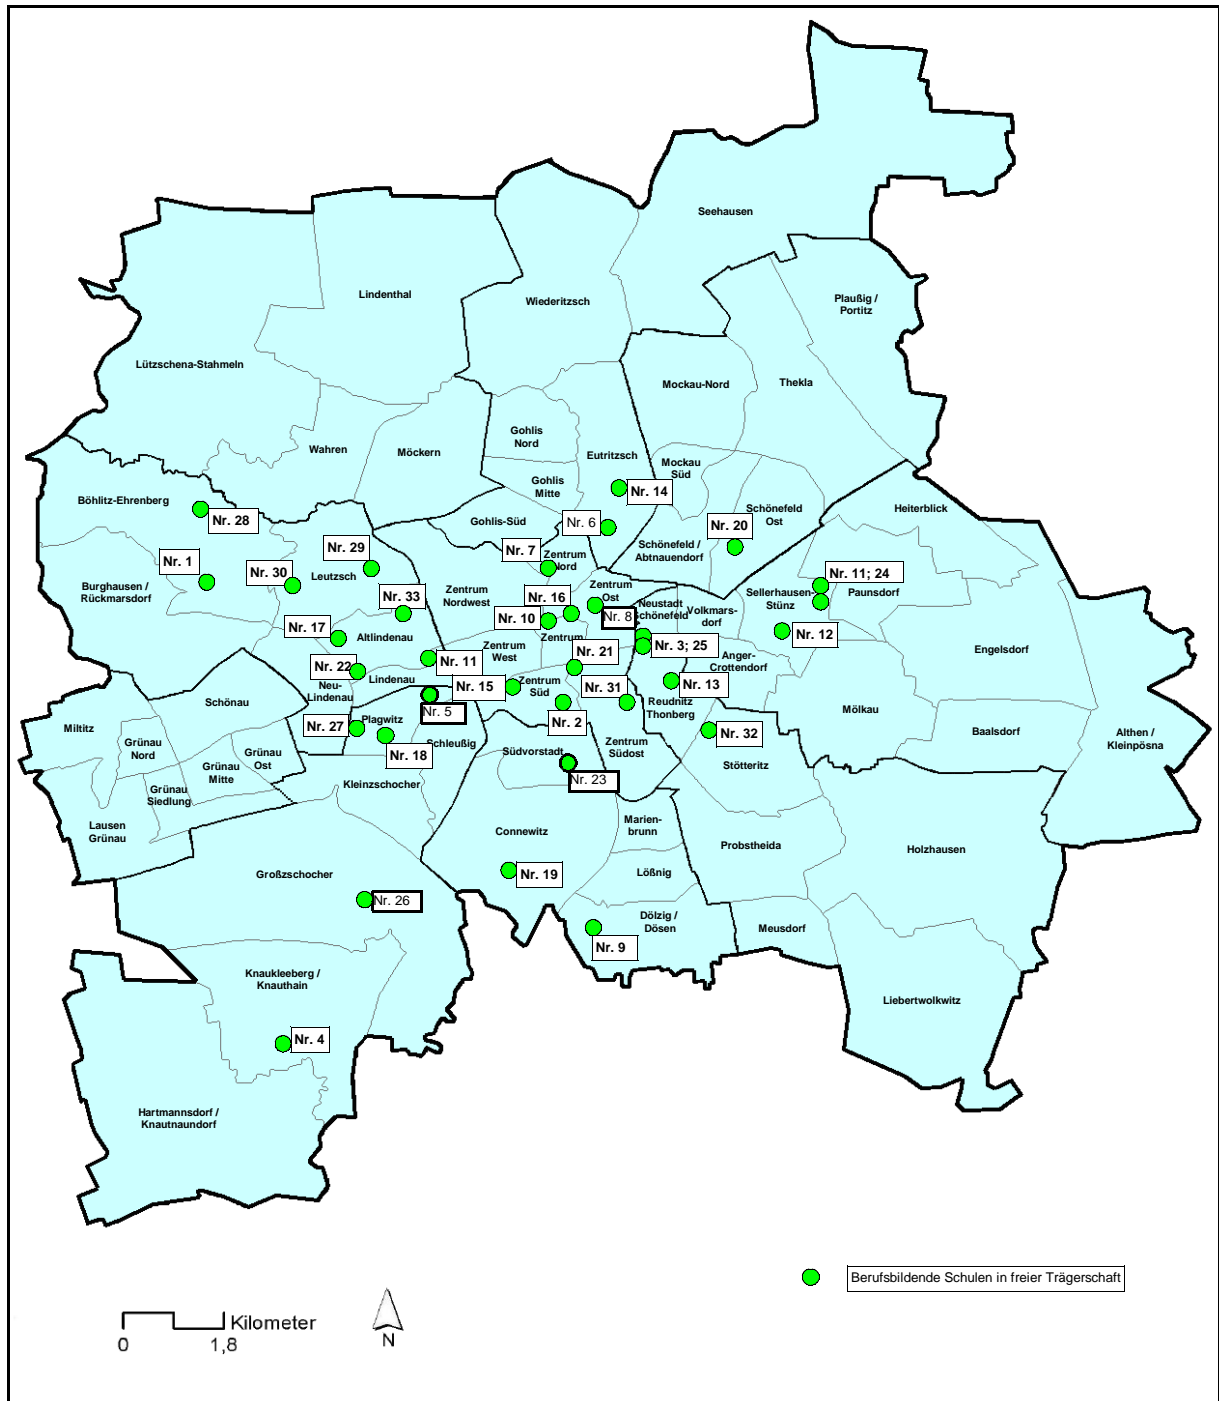 Seehausen
Lindenthal
Wiederitzsch
Plaußig /
Portitz
Lützschena-Stahmeln
Mockau-Nord
Thekla
Gohlis
Nord
Wahren
Möckern
Eutritzsch
Mockau
Süd
Gohlis
Mitte
Böhlitz-Ehrenberg
Nr. 14
Schönefeld
Ost
Heiterblick
Nr. 28
Gohlis-Süd
Nr. 6
Nr. 20
Nr. 29
Nr. 7
Zentrum
Nord
Schönefeld /
Abtnauendorf
Nr. 1
Nr. 30
Leutzsch
Nr. 11; 24
Burghausen /
Rückmarsdorf
Zentrum
Nordwest
Zentrum
Ost
Sellerhausen-
Stünz
Paunsdorf
Nr. 33
Nr. 16
Neustadt
Schönefeld
Volkmars-
dorf
Nr. 10
Nr. 8
Nr. 17
Altlindenau
Zentrum
Nr. 12
Zentrum
West
Nr. 3; 25
Nr. 21
Engelsdorf
Nr. 11
Anger-
Crottendorf
Nr. 22
Lindenau
Nr. 15
Zentrum
Süd
Nr. 31
Nr. 13
Neu-
Lindenau
Schönau
Reudnitz
Thonberg
Mölkau
Nr. 5
Nr. 2
Miltitz
Nr. 27
Plagwitz
Nr. 32
Baalsdorf
Althen /
Kleinpösna
Grünau
Nord
Grünau
Ost
Schleußig
Zentrum
Südost
Nr. 18
Südvorstadt
Stötteritz
Grünau
Mitte
Nr. 23
Kleinzschocher
Grünau
Siedlung
Lausen
Grünau
Connewitz
Marien-
brunn
Probstheida
Holzhausen
Großzschocher
Nr. 19
Lößnig
Nr. 26
Dölzig /
Dösen
Meusdorf
Nr. 9
Knaukleeberg /
Knauthain
Liebertwolkwitz
Nr. 4
Hartmannsdorf /
Knautnaundorf
Berufsbildende Schulen in freier Trägerschaft
Kilometer
0
1,8
N